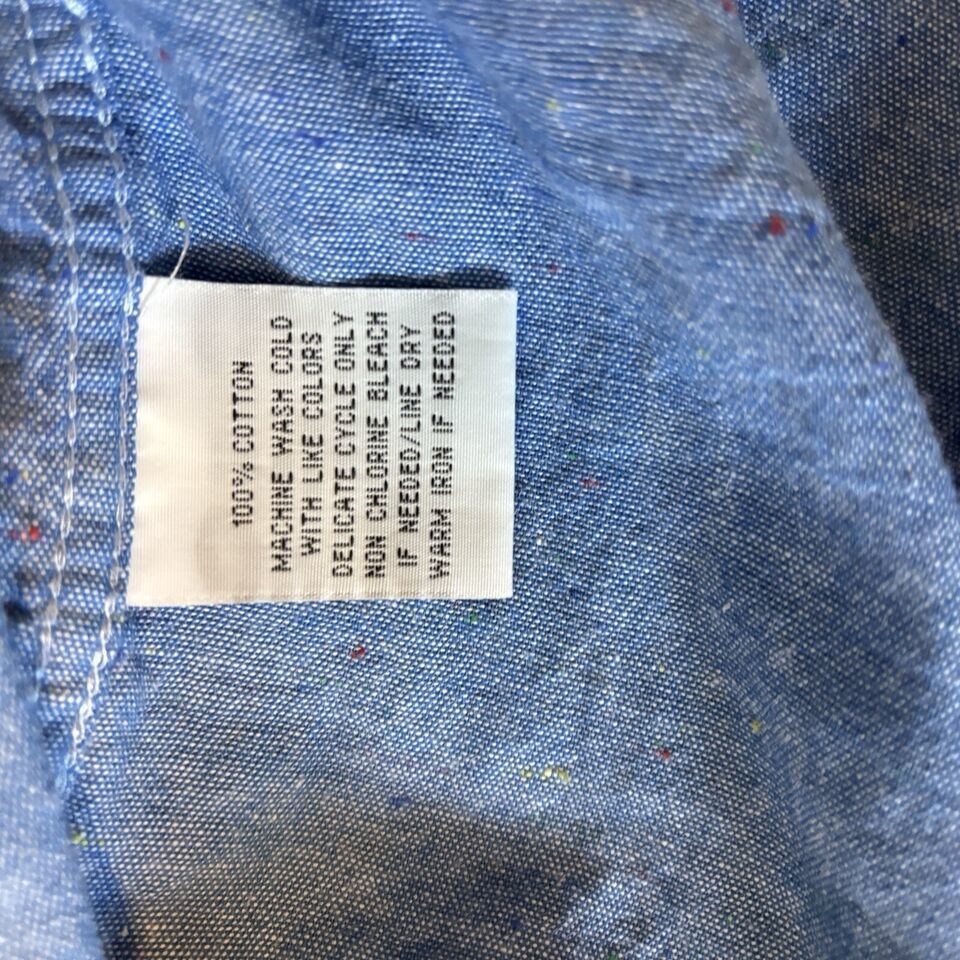 100% COTTON
MACHINE WASH COLD
WITH LIKE COLORS
DELICATE CYCLE ONLY
NON CHLORINE BLEACH
IF NEEDED/LINE DRY
WARM IRON IF NEEDED